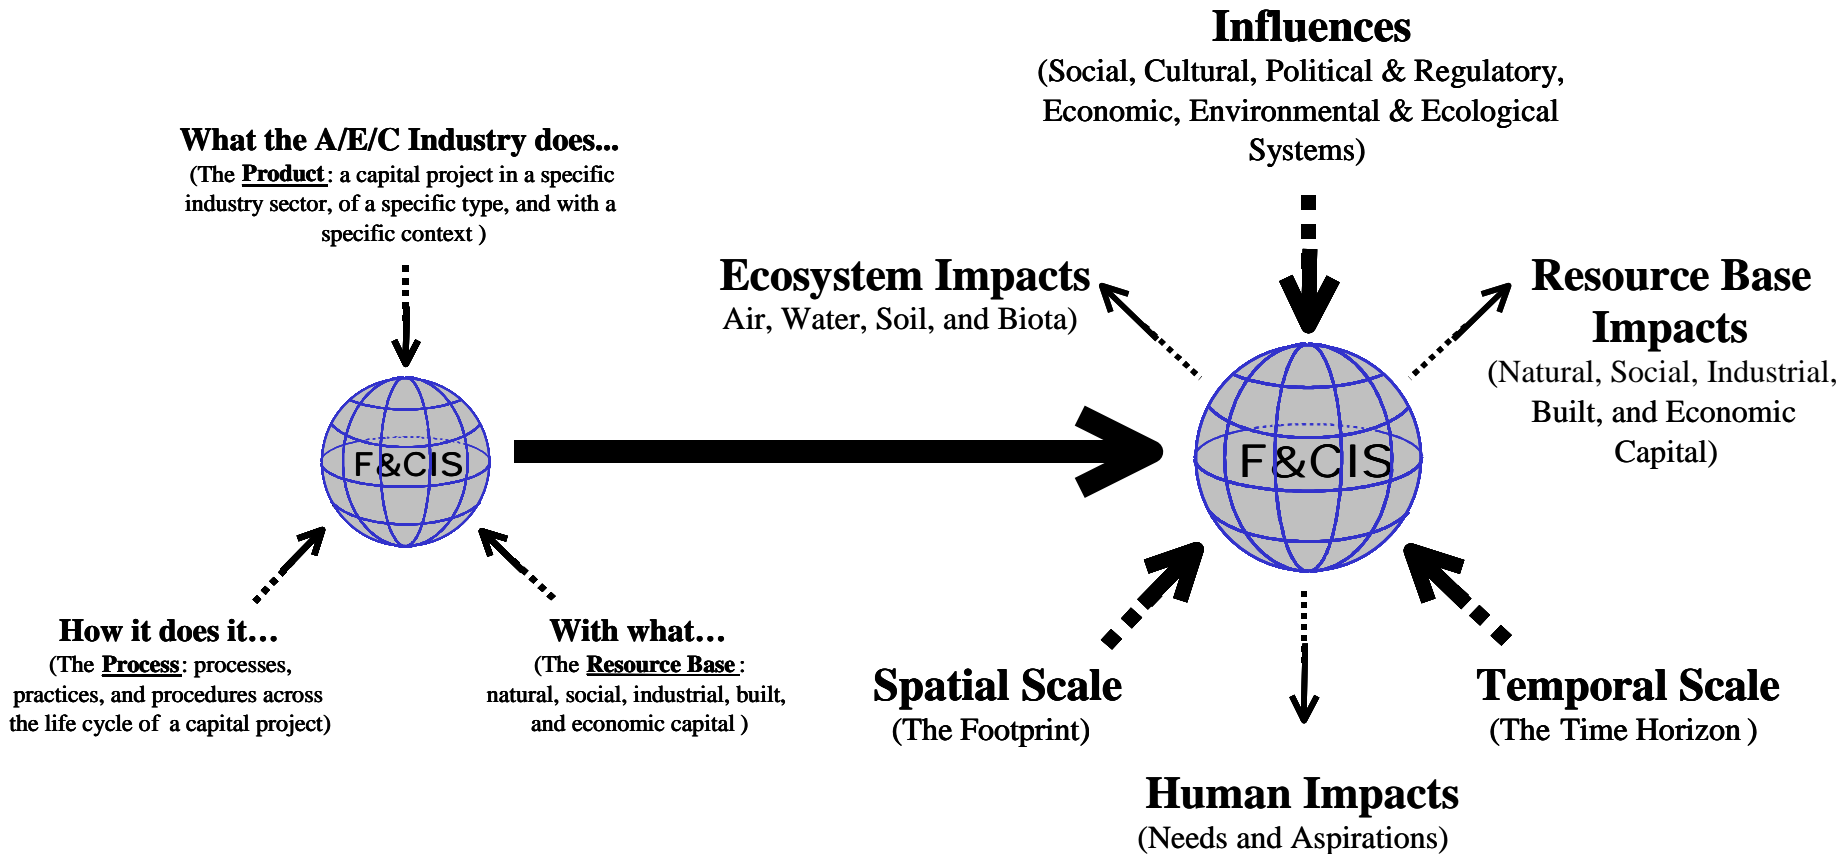 What the A/E/C Industry does...
(The Product: a capital project in a specific
industry sector, of a specific type, and with a
specific context )
F&CIS
How it does it…
(The Process: processes,
practices, and procedures across
the life cycle of a capital project)
With what…
(The Resource Base:
natural, social, industrial, built,
and economic capital )
Influences
(Social, Cultural, Political & Regulatory,
Economic, Environmental & Ecological
Systems)
Ecosystem Impacts
Air, Water, Soil, and Biota)
Resource Base
Impacts
(Natural, Social, Industrial,
Built, and Economic
Capital)
F&CIS
Spatial Scale
(The Footprint)
Temporal Scale
(The Time Horizon )
Human Impacts
(Needs and Aspirations)